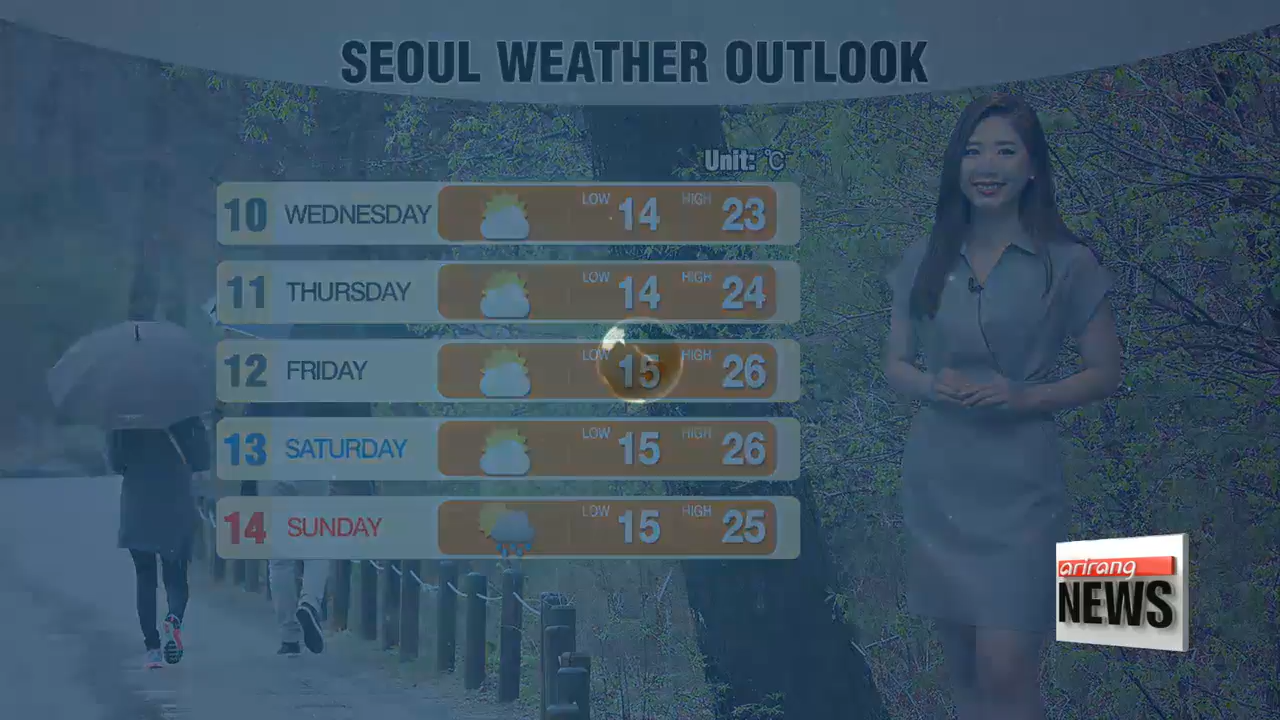 SEOUL WEATHER OUTLOOK
Unit: ℃
10 WEDNESDAY LOW 14 HIGH 23
11 THURSDAY LOW 14 HIGH 24
12 FRIDAY LOW 15 HIGH 26
13 SATURDAY LOW 15 HIGH 26
14 SUNDAY LOW 15 HIGH 25
arirang
NEWS